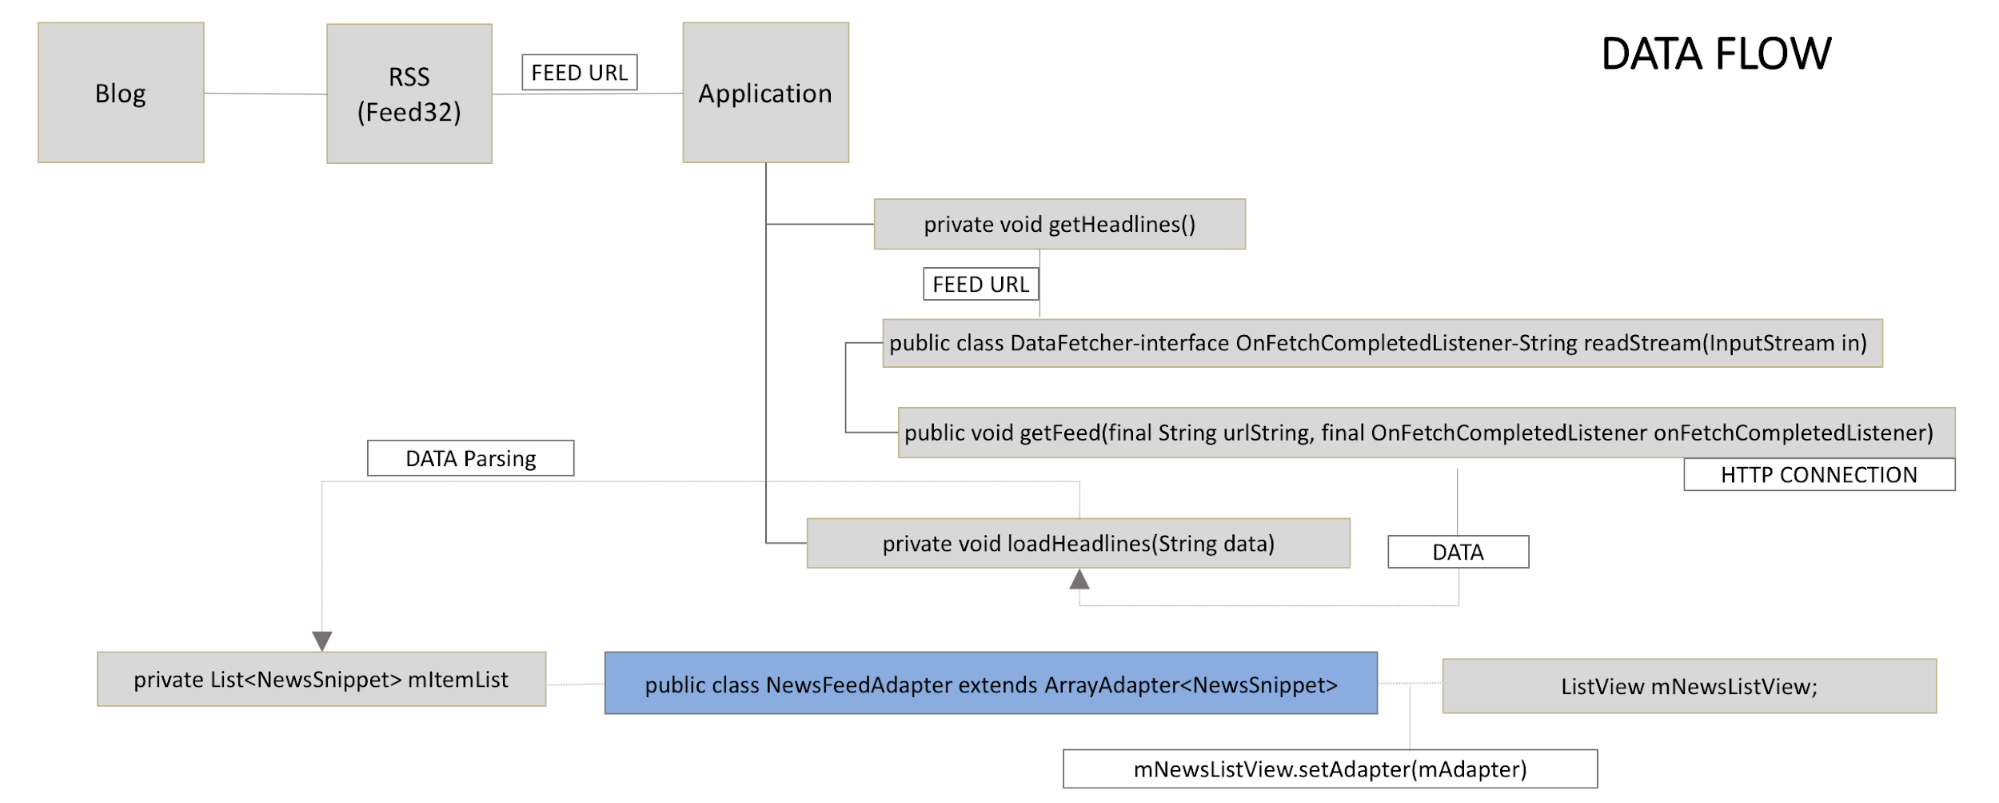 DATA FLOW
Blog
RSS
(Feed32)
FEED URL
Application
private void getHeadlines()
FEED URL
public class DataFetcher-interface OnFetchCompletedListener-String readStream(InputStream in)
public void getFeed(final String urlString, final OnFetchCompletedListener onFetchCompletedListener)
HTTP CONNECTION
DATA Parsing
private void loadHeadlines(String data)
DATA
private List<NewsSnippet> mItemList
public class NewsFeedAdapter extends ArrayAdapter<NewsSnippet>
ListView mNewsListView;
mNewsListView.setAdapter(mAdapter)